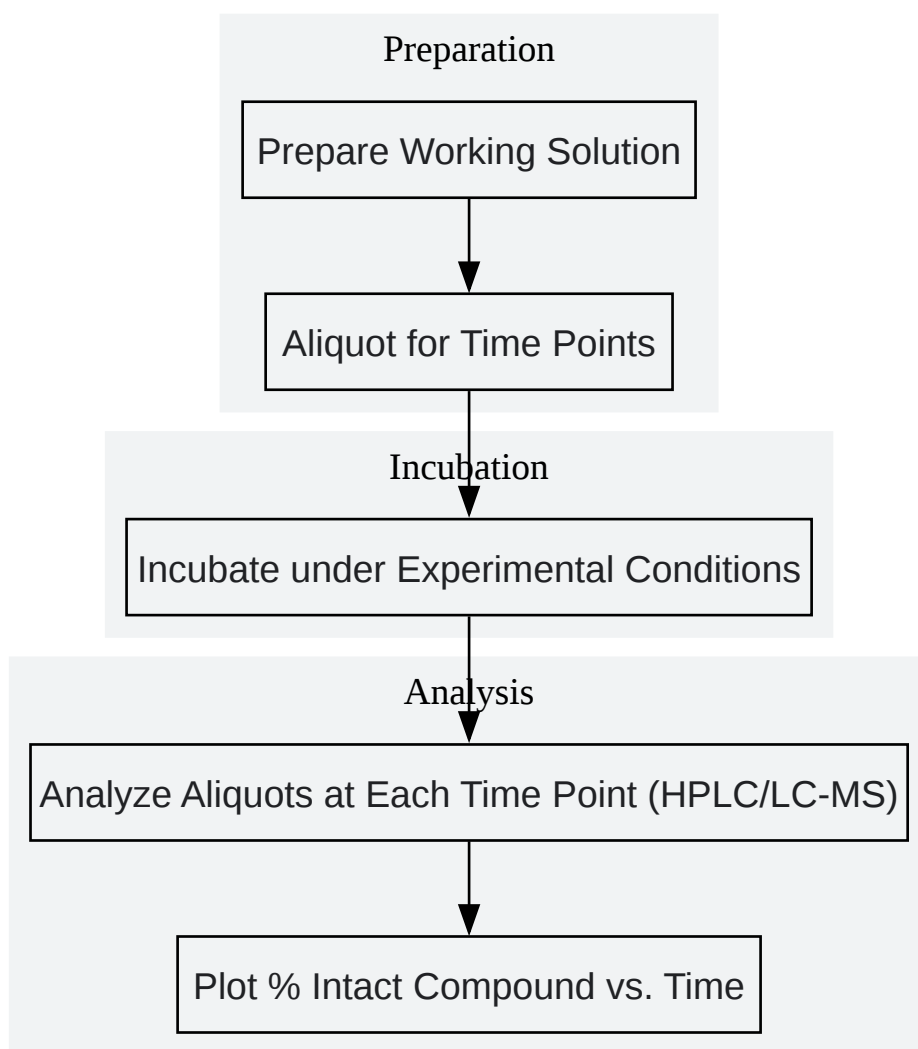 Preparation
Prepare Working Solution
Aliquot for Time Points
Incubation
Incubate under Experimental Conditions
Analysis
Analyze Aliquots at Each Time Point (HPLC/LC-MS)
Plot % Intact Compound vs. Time